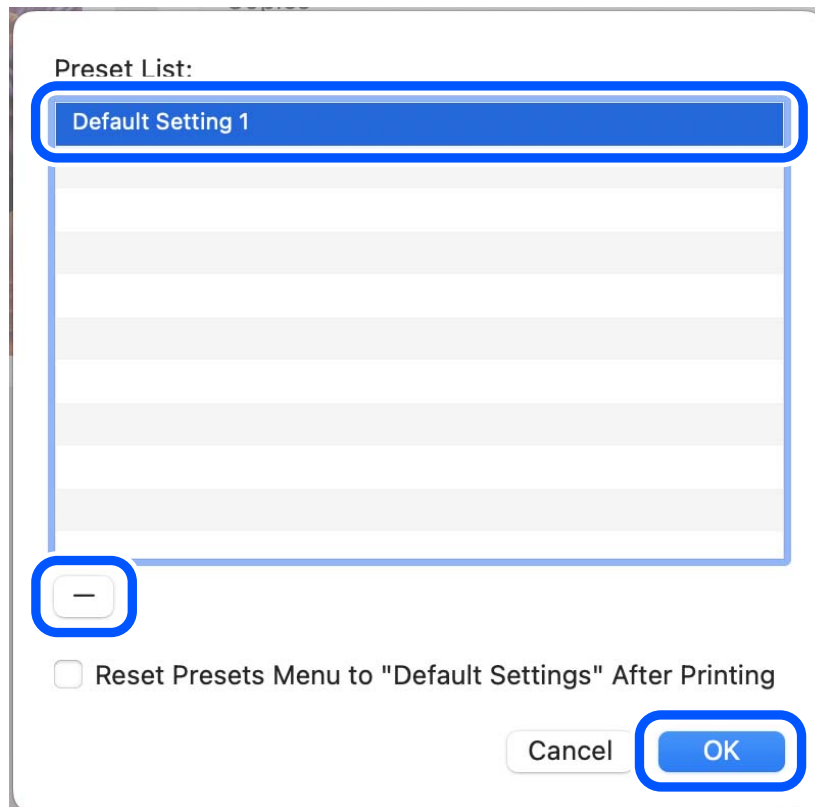 Preset List:
Default Setting 1
—
Reset Presets Menu to "Default Settings" After Printing
Cancel
OK